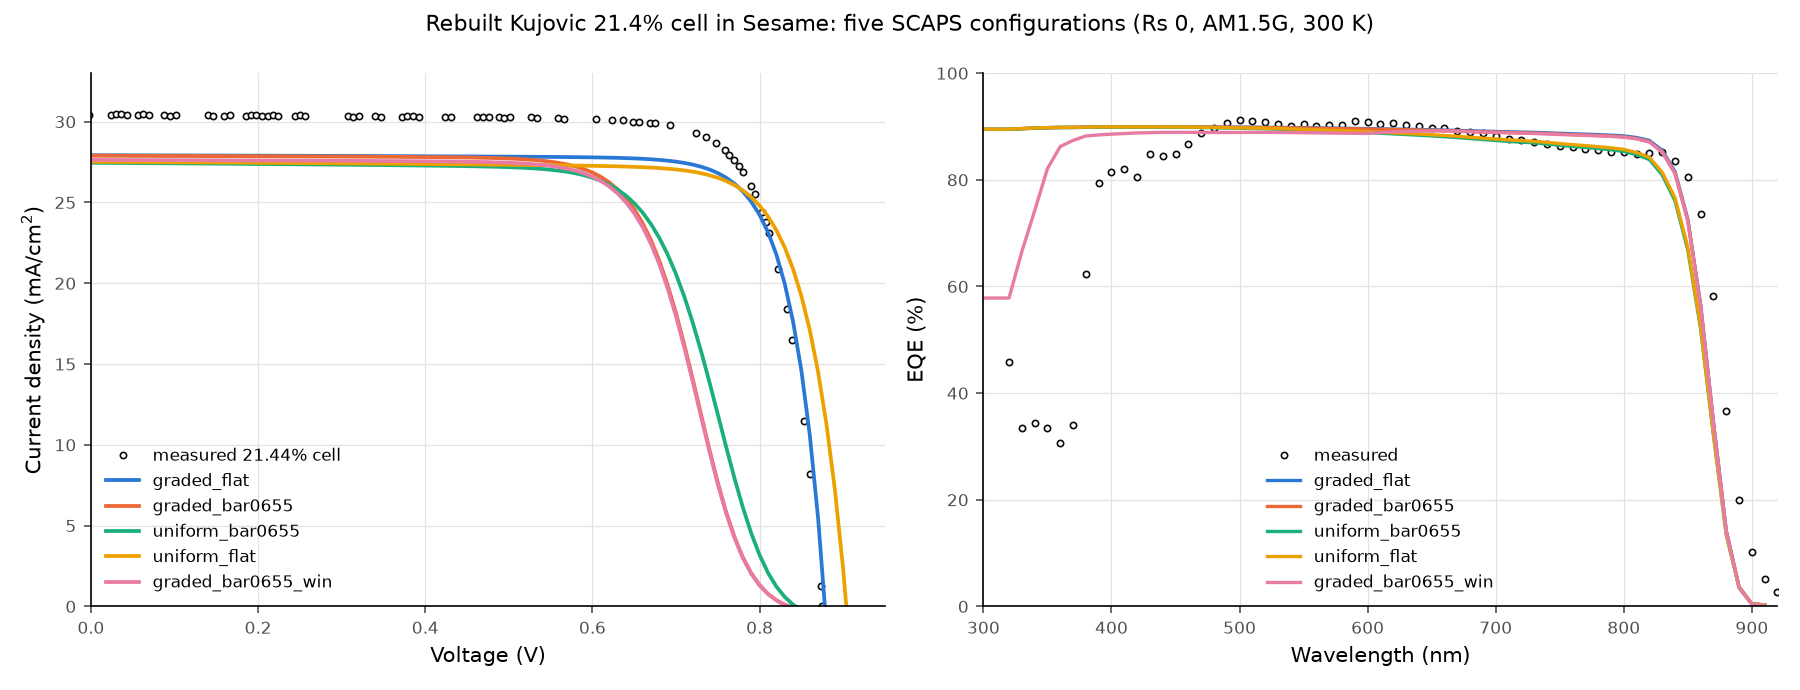 Rebuilt Kujovic 21.4% cell in Sesame: five SCAPS configurations (Rs 0, AM1.5G, 300 K)
Current density (mA/cm²)
30
25
20
15
10
5
0
measured 21.44% cell
graded_flat
graded_bar0655
uniform_bar0655
uniform_flat
graded_bar0655_win
0.0 0.2 0.4 0.6 0.8
Voltage (V)
EQE (%)
100
80
60
40
20
0
measured
graded_flat
graded_bar0655
uniform_bar0655
uniform_flat
graded_bar0655_win
300 400 500 600 700 800 900
Wavelength (nm)